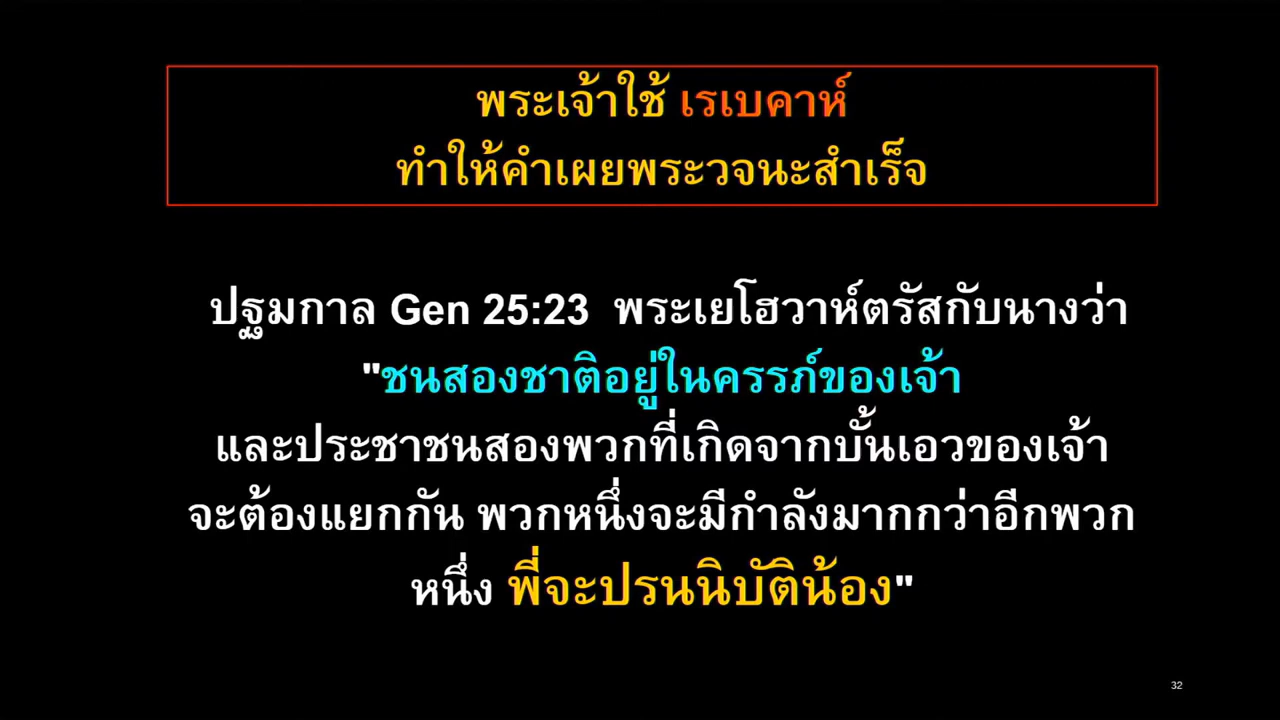 พระเจ้าใช้ เรเบคาห์
ทำให้คำเผยพระวจนะสำเร็จ
ปฐมกาล Gen 25:23 พระเยโฮวาห์ตรัสกับนางว่า
"ชนสองชาติอยู่ในครรภ์ของเจ้า
และประชาชนสองพวกที่เกิดจากบั้นเอวของเจ้า
จะต้องแยกกัน พวกหนึ่งจะมีกำลังมากกว่าอีกพวก
หนึ่ง พี่จะปรนนิบัติน้อง"
32